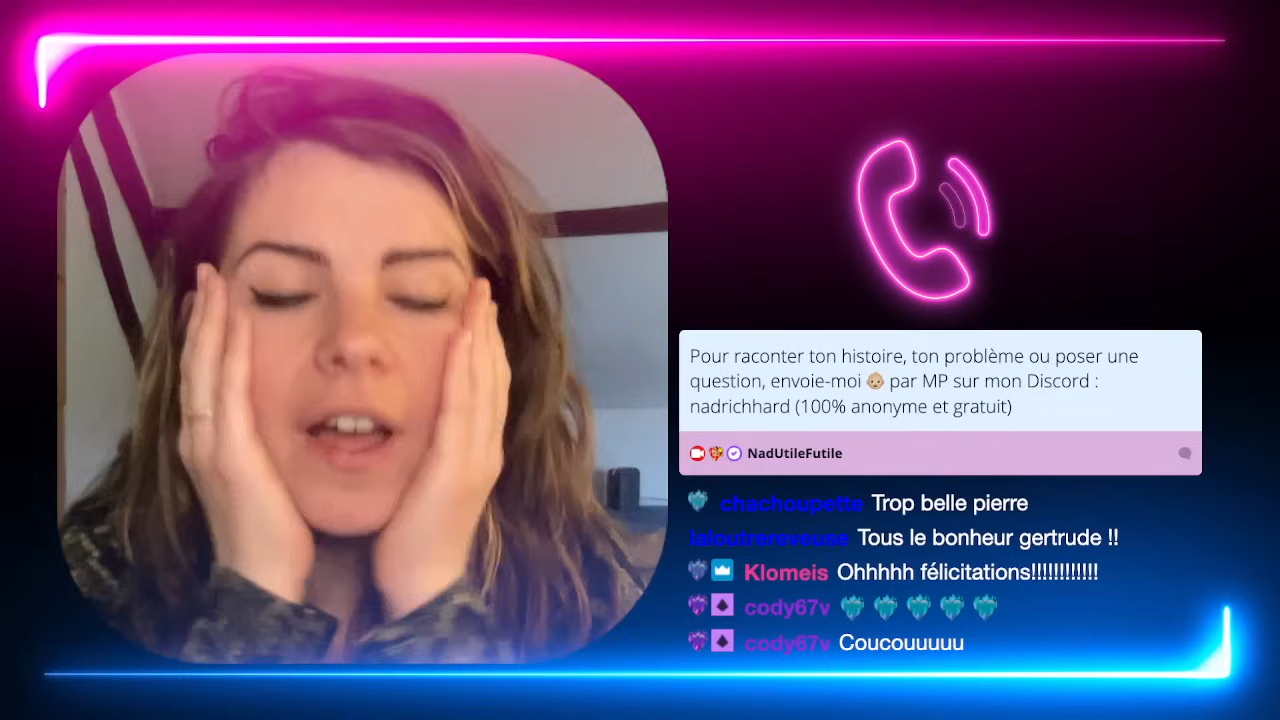 Pour raconter ton histoire, ton problème ou poser une
question, envoie-moi 👶🏼 par MP sur mon Discord :
nadrichhard (100% anonyme et gratuit)
NadUtileFutile
chachoupette Trop belle pierre
laloutrereveuse Tous le bonheur gertrude !!
Klomeis Ohhhhh félicitations!!!!!!!!!!!!
cody67v
cody67v Coucouuuuu